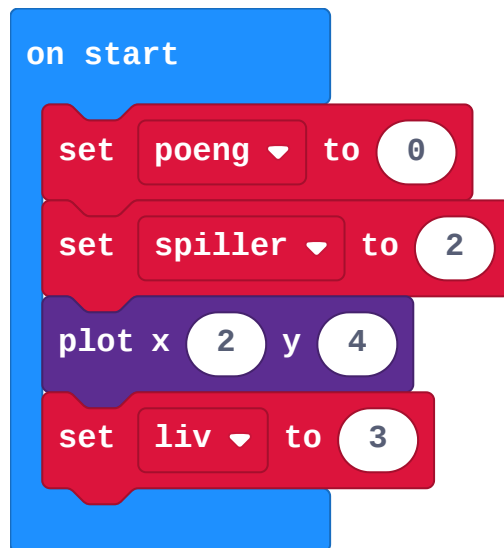 on start
set poeng to 0
set spiller to 2
plot x 2 y 4
set liv to 3